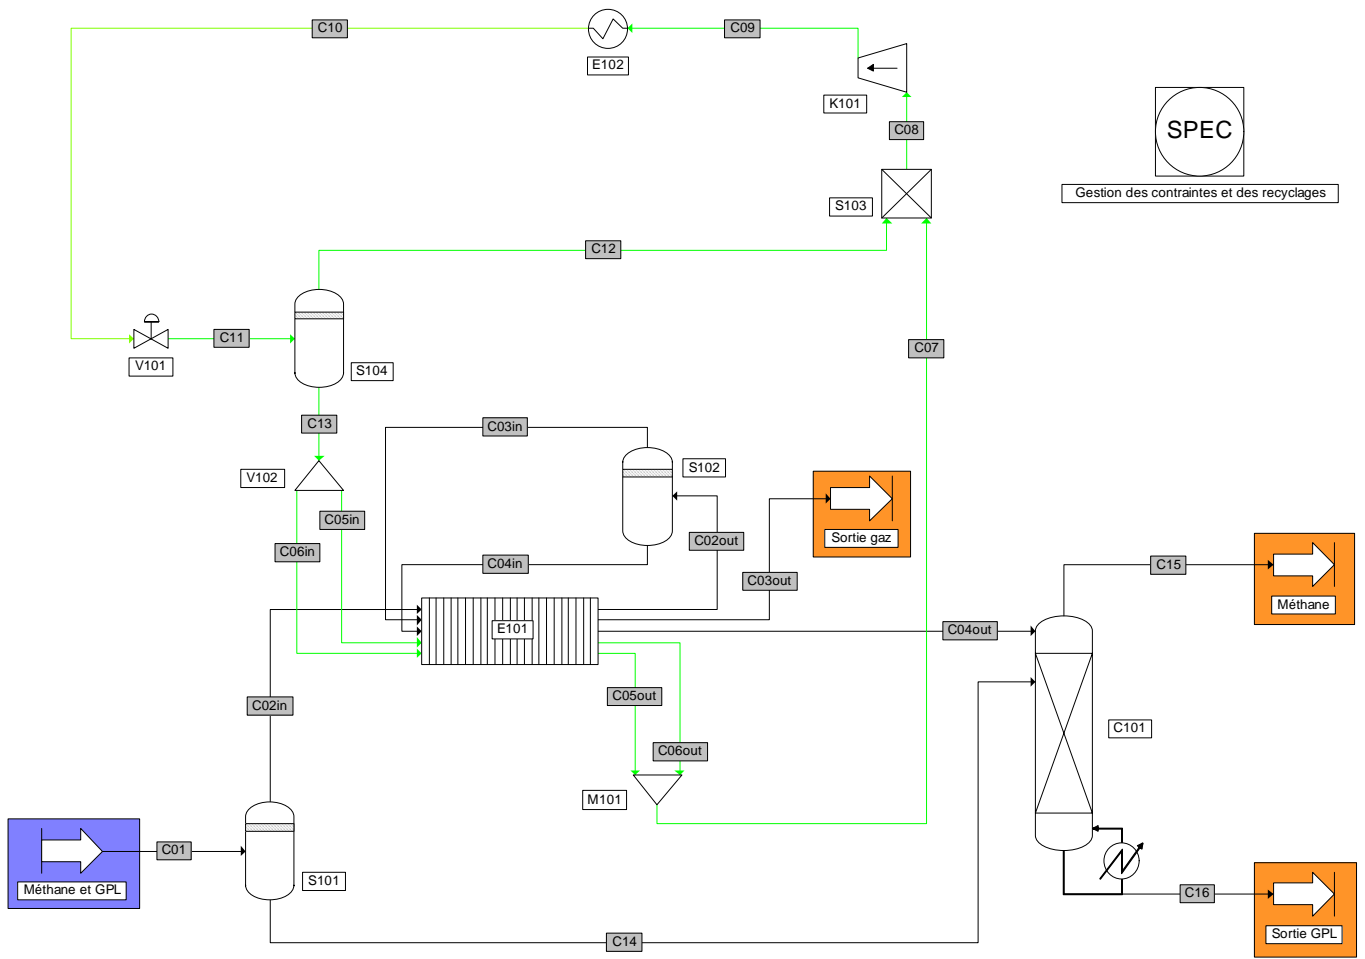 C10
C09
E102
K101
C08
SPEC
Gestion des contraintes et des recyclages
S103
C12
C11
V101
S104
C07
C13
C03in
V102
S102
C05in
C06in
C02out
Sortie gaz
C04in
C03out
C15
Méthane
E101
C04out
C02in
C05out
C06out
C101
M101
C01
Méthane et GPL
S101
C16
Sortie GPL
C14